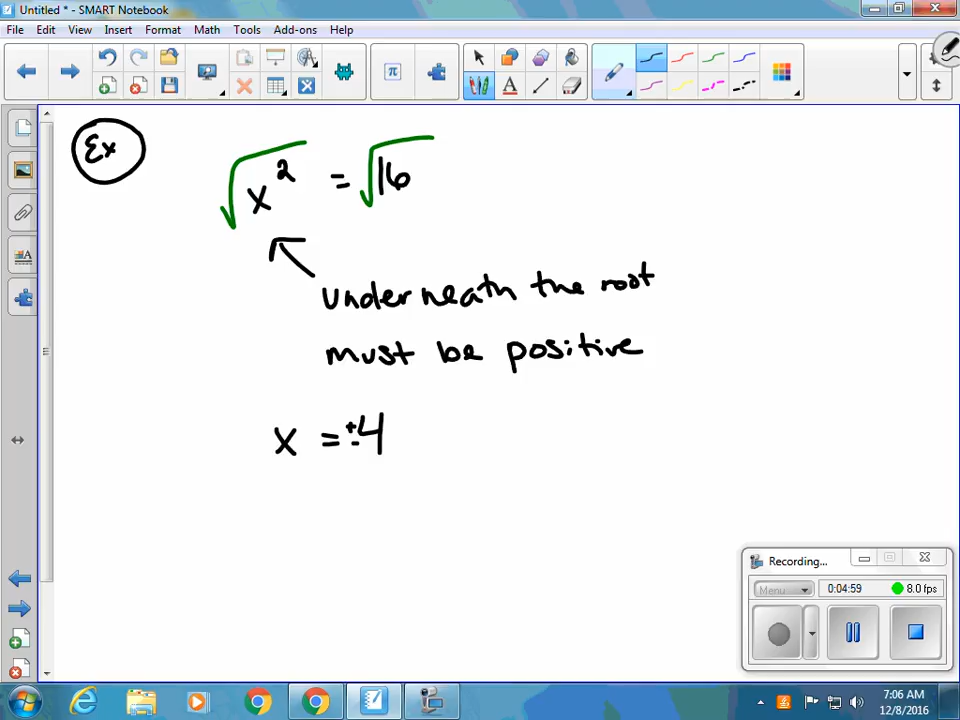 Untitled * - SMART Notebook
File Edit View Insert Format Math Tools Add-ons Help
π
A
A
Ex
√x² = √16
underneath the root
must be positive
x = ±4
Recording...
Menu
0:04:59
8.0 fps
7:06 AM
12/8/2016